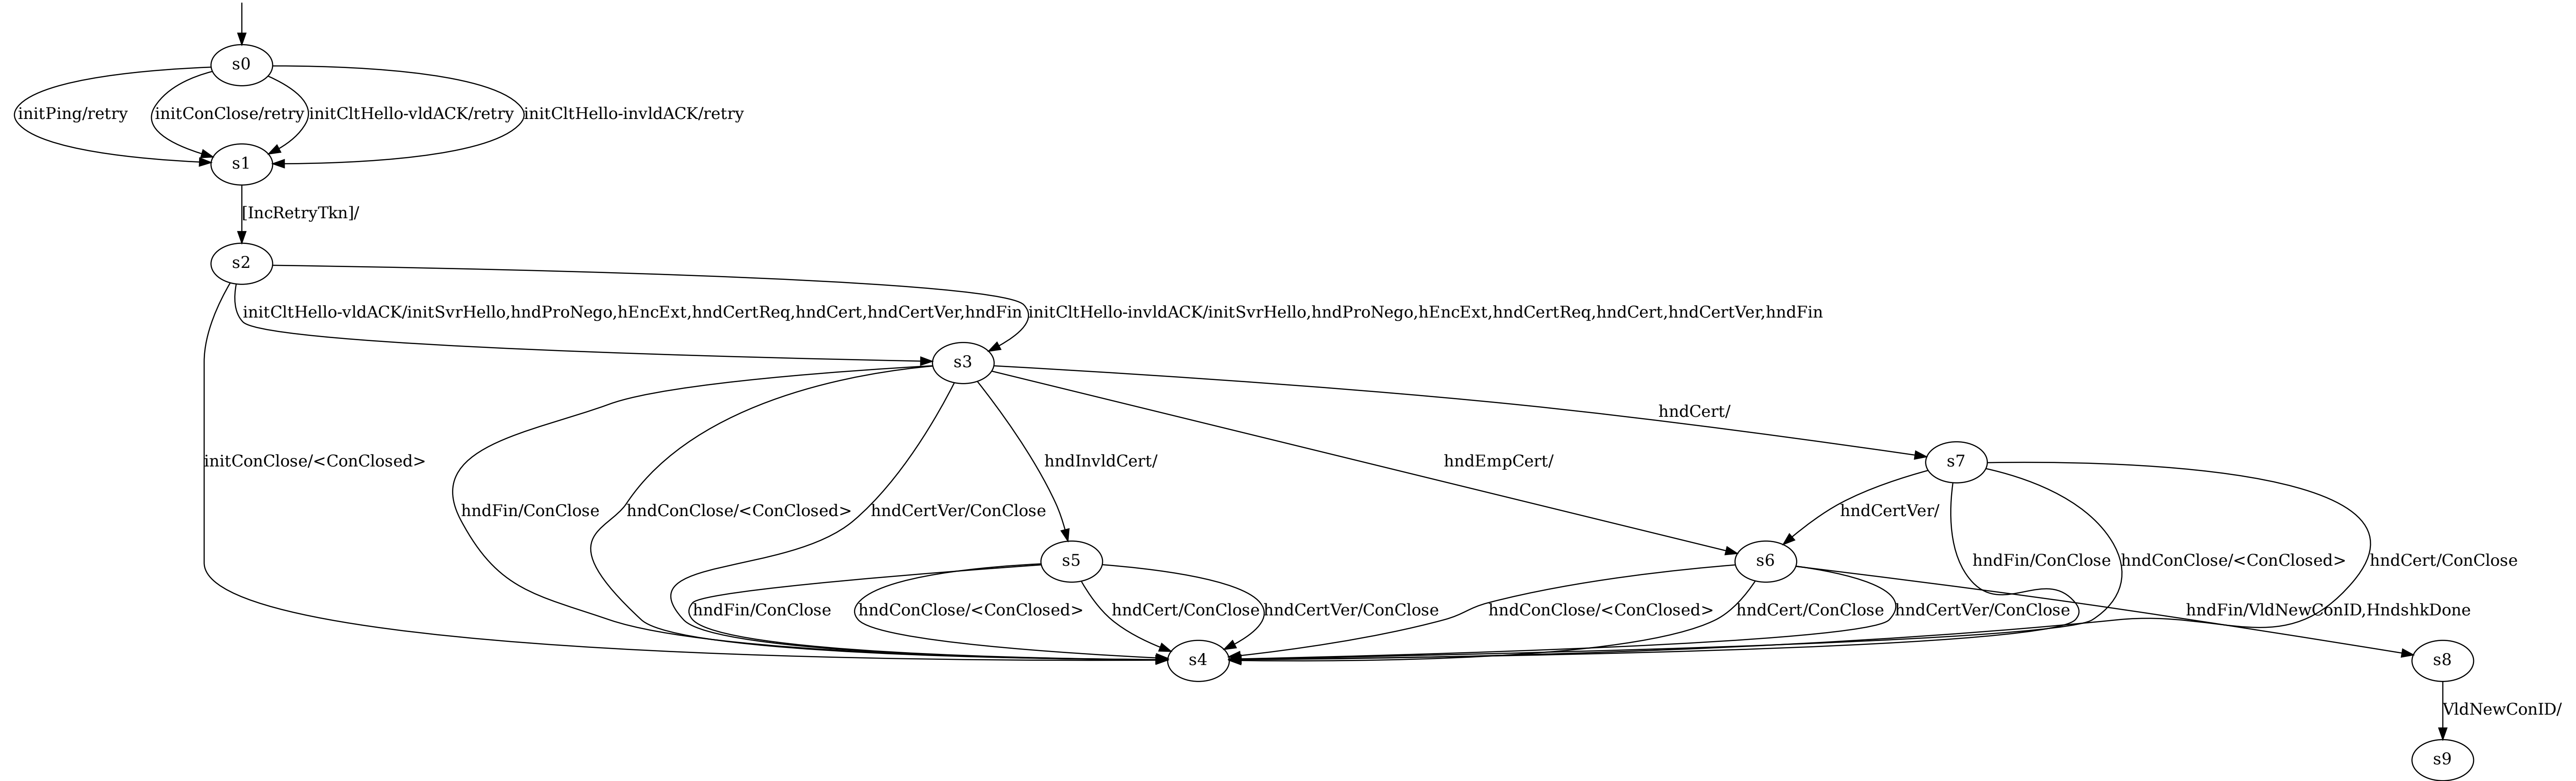 s0
initPing/retry
initConClose/retry
initCltHello-vldACK/retry
initCltHello-invldACK/retry
s1
[IncRetryTkn]/
s2
initCltHello-vldACK/initSvrHello,hndProNego,hEncExt,hndCertReq,hndCert,hndCertVer,hndFin
initCltHello-invldACK/initSvrHello,hndProNego,hEncExt,hndCertReq,hndCert,hndCertVer,hndFin
s3
hndCert/
initConClose/<ConClosed>
hndInvldCert/
hndEmpCert/
s7
hndFin/ConClose
hndConClose/<ConClosed>
hndCertVer/ConClose
hndCertVer/
s5
s6
hndFin/ConClose
hndConClose/<ConClosed>
hndCert/ConClose
hndFin/ConClose
hndConClose/<ConClosed>
hndCert/ConClose
hndCertVer/ConClose
hndConClose/<ConClosed>
hndCert/ConClose
hndCertVer/ConClose
hndFin/VldNewConID,HndshkDone
s4
s8
VldNewConID/
s9